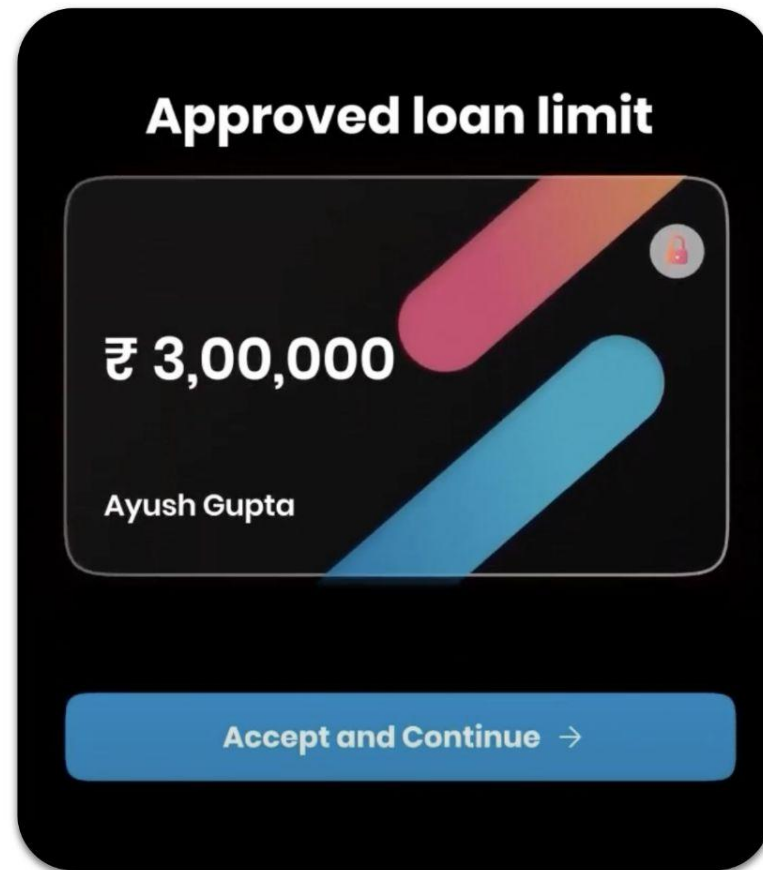 Approved loan limit
₹ 3,00,000
Ayush Gupta
Accept and Continue →